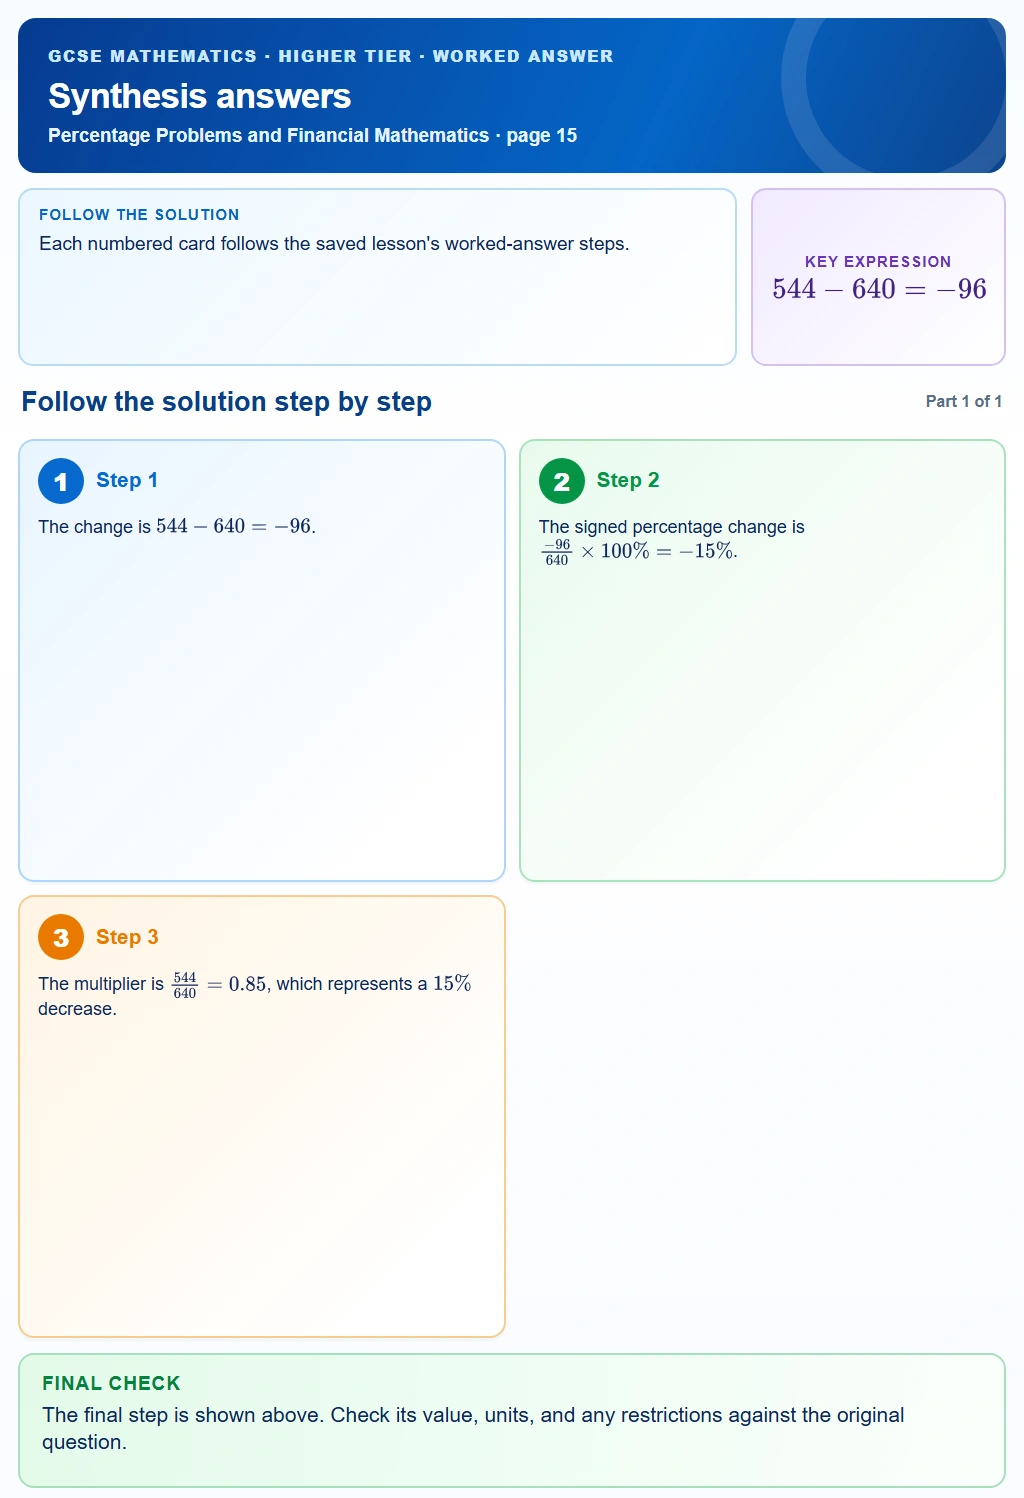 GCSE MATHEMATICS · HIGHER TIER · WORKED ANSWER
Synthesis answers
Percentage Problems and Financial Mathematics · page 15
FOLLOW THE SOLUTION
Each numbered card follows the saved lesson's worked-answer steps.
KEY EXPRESSION
544 − 640 = −96
Follow the solution step by step
Part 1 of 1
1 Step 1
The change is 544 − 640 = −96.
2 Step 2
The signed percentage change is
−96/640 × 100% = −15%.
3 Step 3
The multiplier is 544/640 = 0.85, which represents a 15%
decrease.
FINAL CHECK
The final step is shown above. Check its value, units, and any restrictions against the original
question.